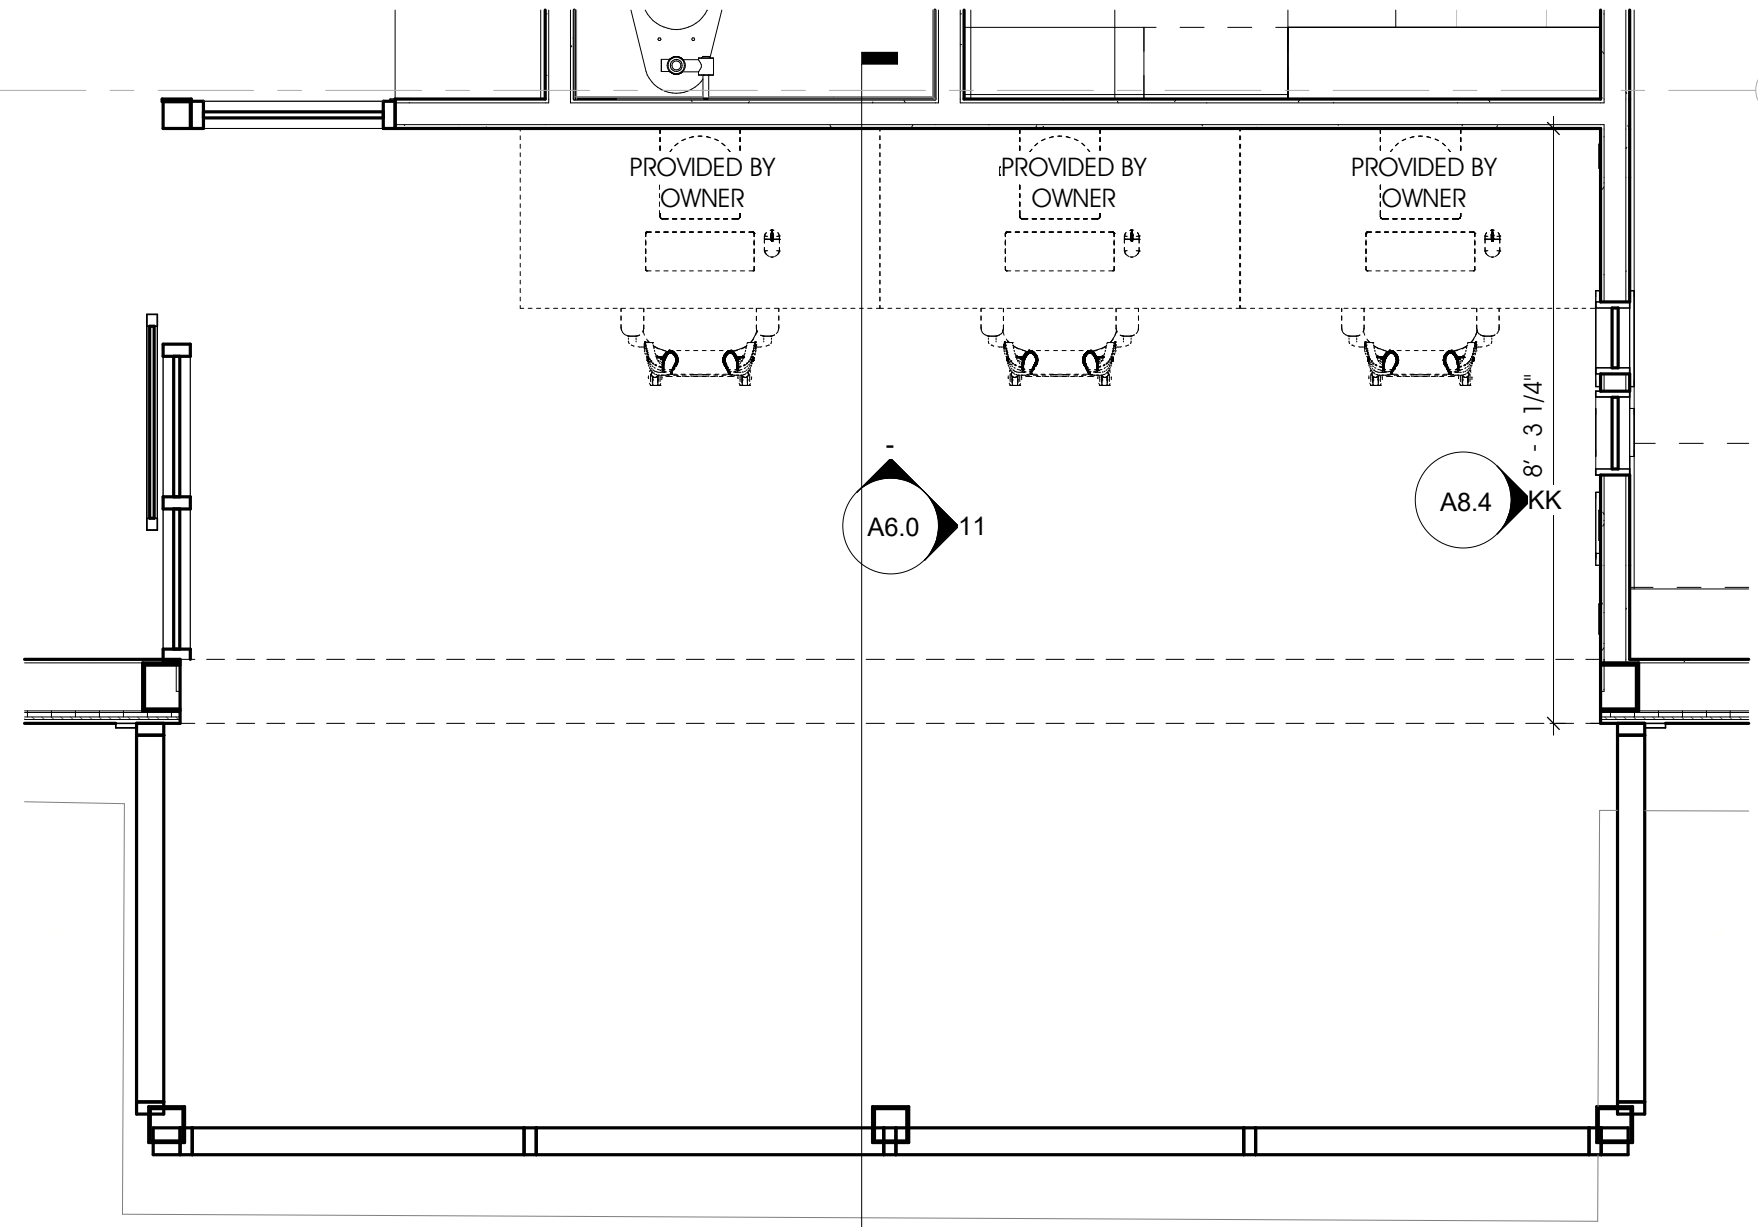 PROVIDED BY
OWNER
PROVIDED BY
OWNER
PROVIDED BY
OWNER
8' - 3 1/4"
-
A6.0
11
A8.4
KK